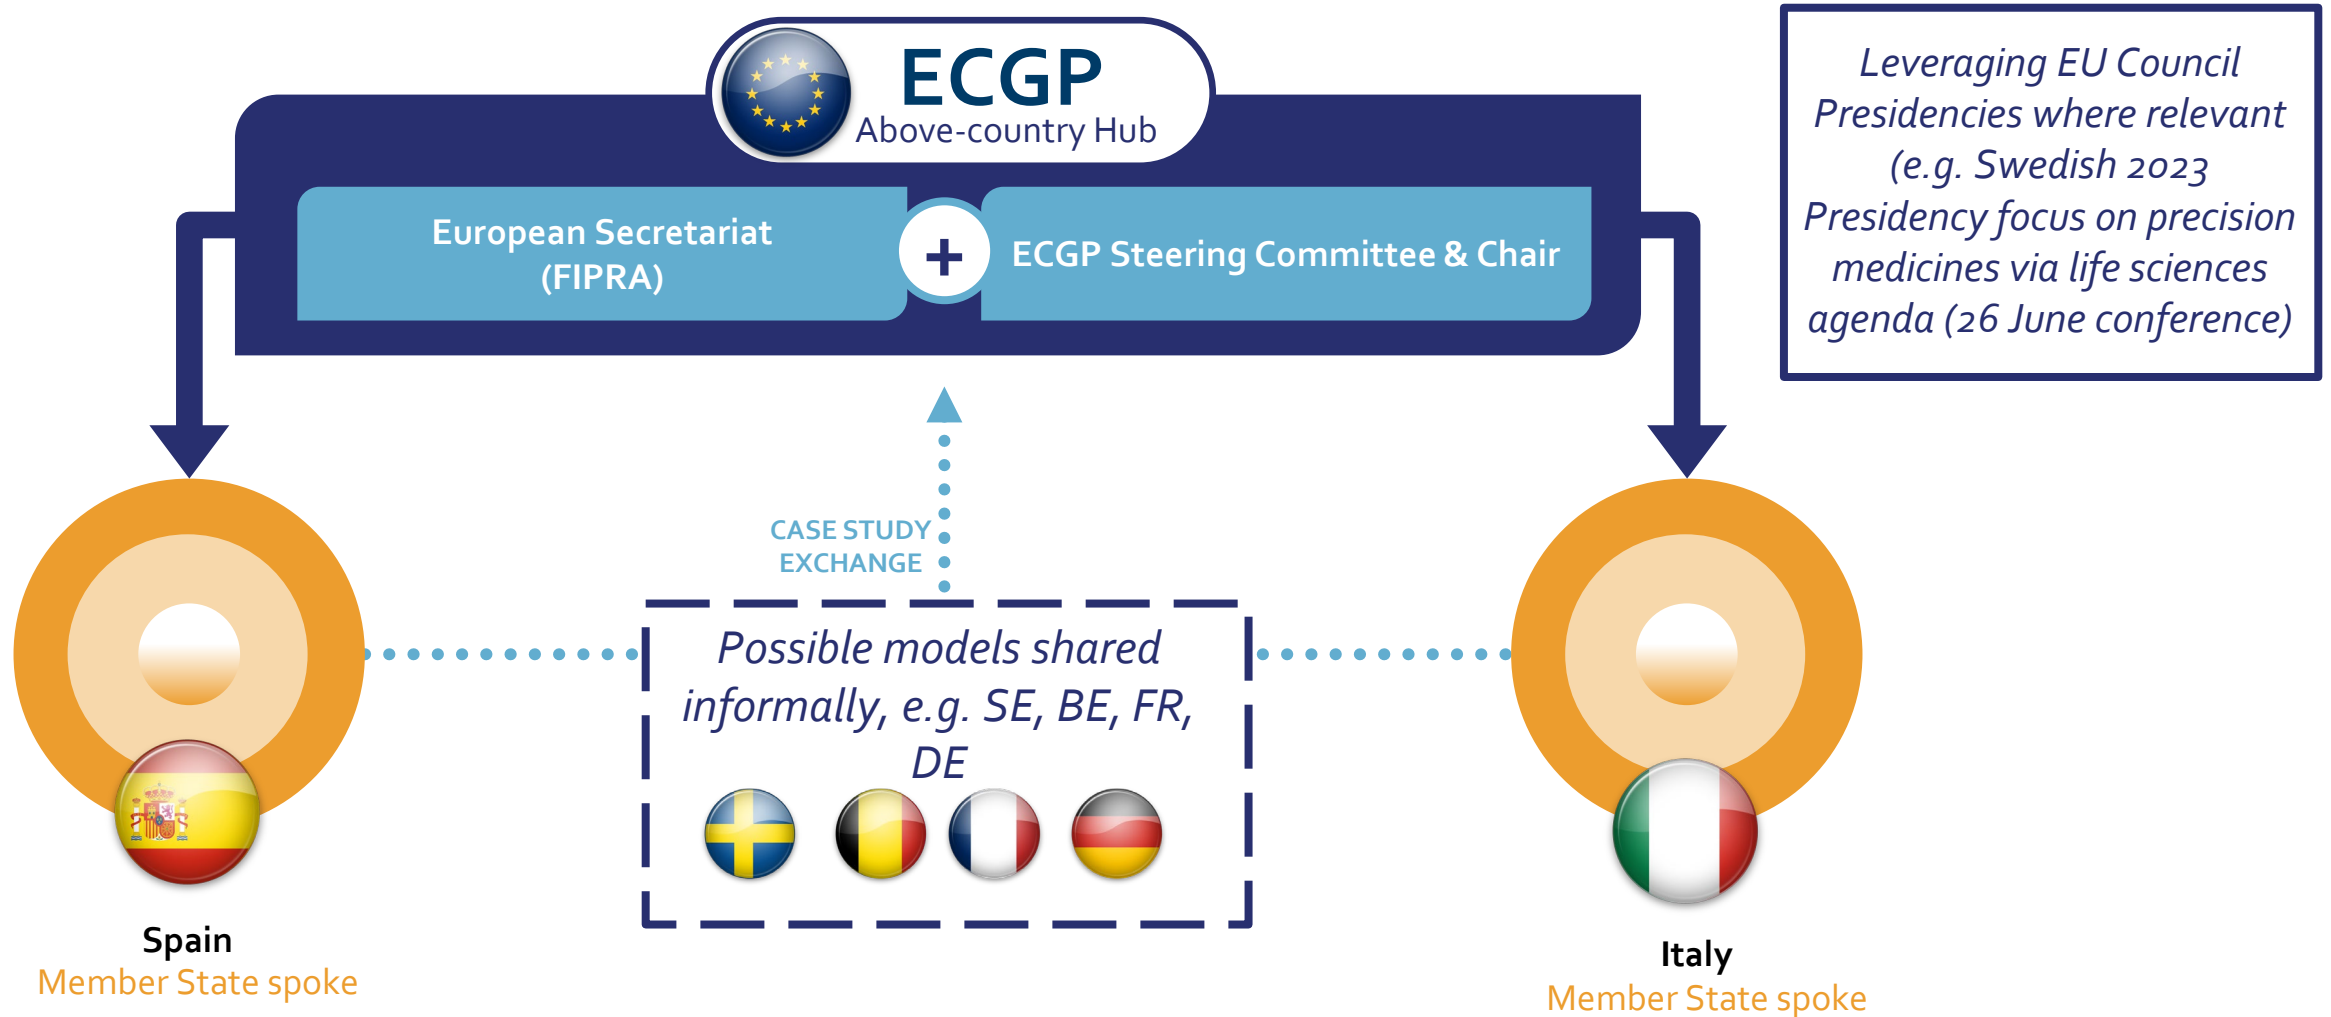 ECGP
Above-country Hub
European Secretariat
(FIPRA)
+
ECGP Steering Committee & Chair
Leveraging EU Council
Presidencies where relevant
(e.g. Swedish 2023
Presidency focus on precision
medicines via life sciences
agenda (26 June conference)
CASE STUDY
EXCHANGE
Possible models shared
informally, e.g. SE, BE, FR,
DE
Spain
Member State spoke
Italy
Member State spoke